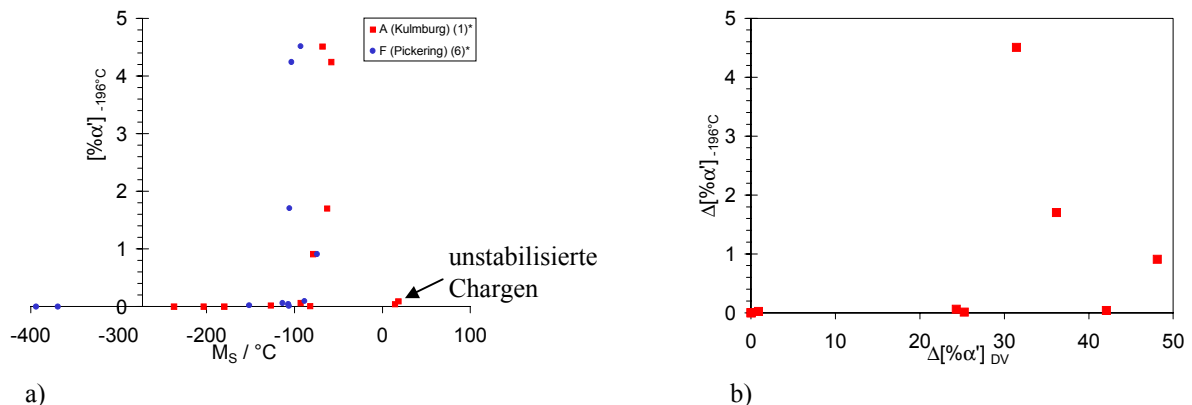 A (Kulmburg) (1)*
F (Pickering) (6)*
5
4
3
2
1
0
[%α'] -196°C
-400
-300
-200
-100
0
100
M_S / °C
unstabilisierte
Chargen
a)
5
4
3
2
1
0
Δ[%α'] -196°C
0
10
20
30
40
50
Δ[%α'] DV
b)